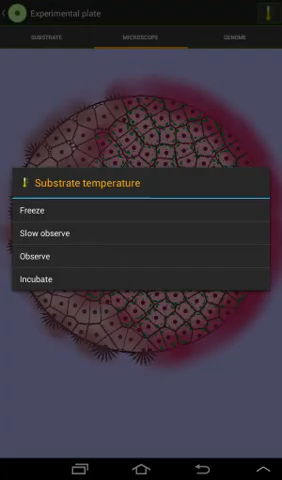 Experimental plate
SUBSTRATE
MICROSCOPE
GENOME
Substrate temperature
Freeze
Slow observe
Observe
Incubate